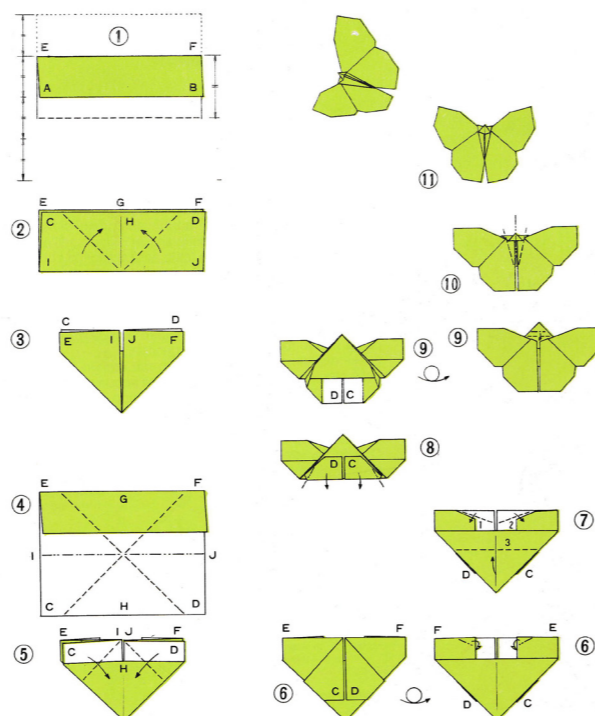 ①
E F
A B
②
E G F
C H D
I J
③
C D
E I J F
④
E F
G
I J
C H D
⑤
E I J F
C D
H
⑥
E F
C D
⑥
F E
D C
⑦
1 2
3
D C
⑧
D C
⑨
D C
⑨
⑩
⑪